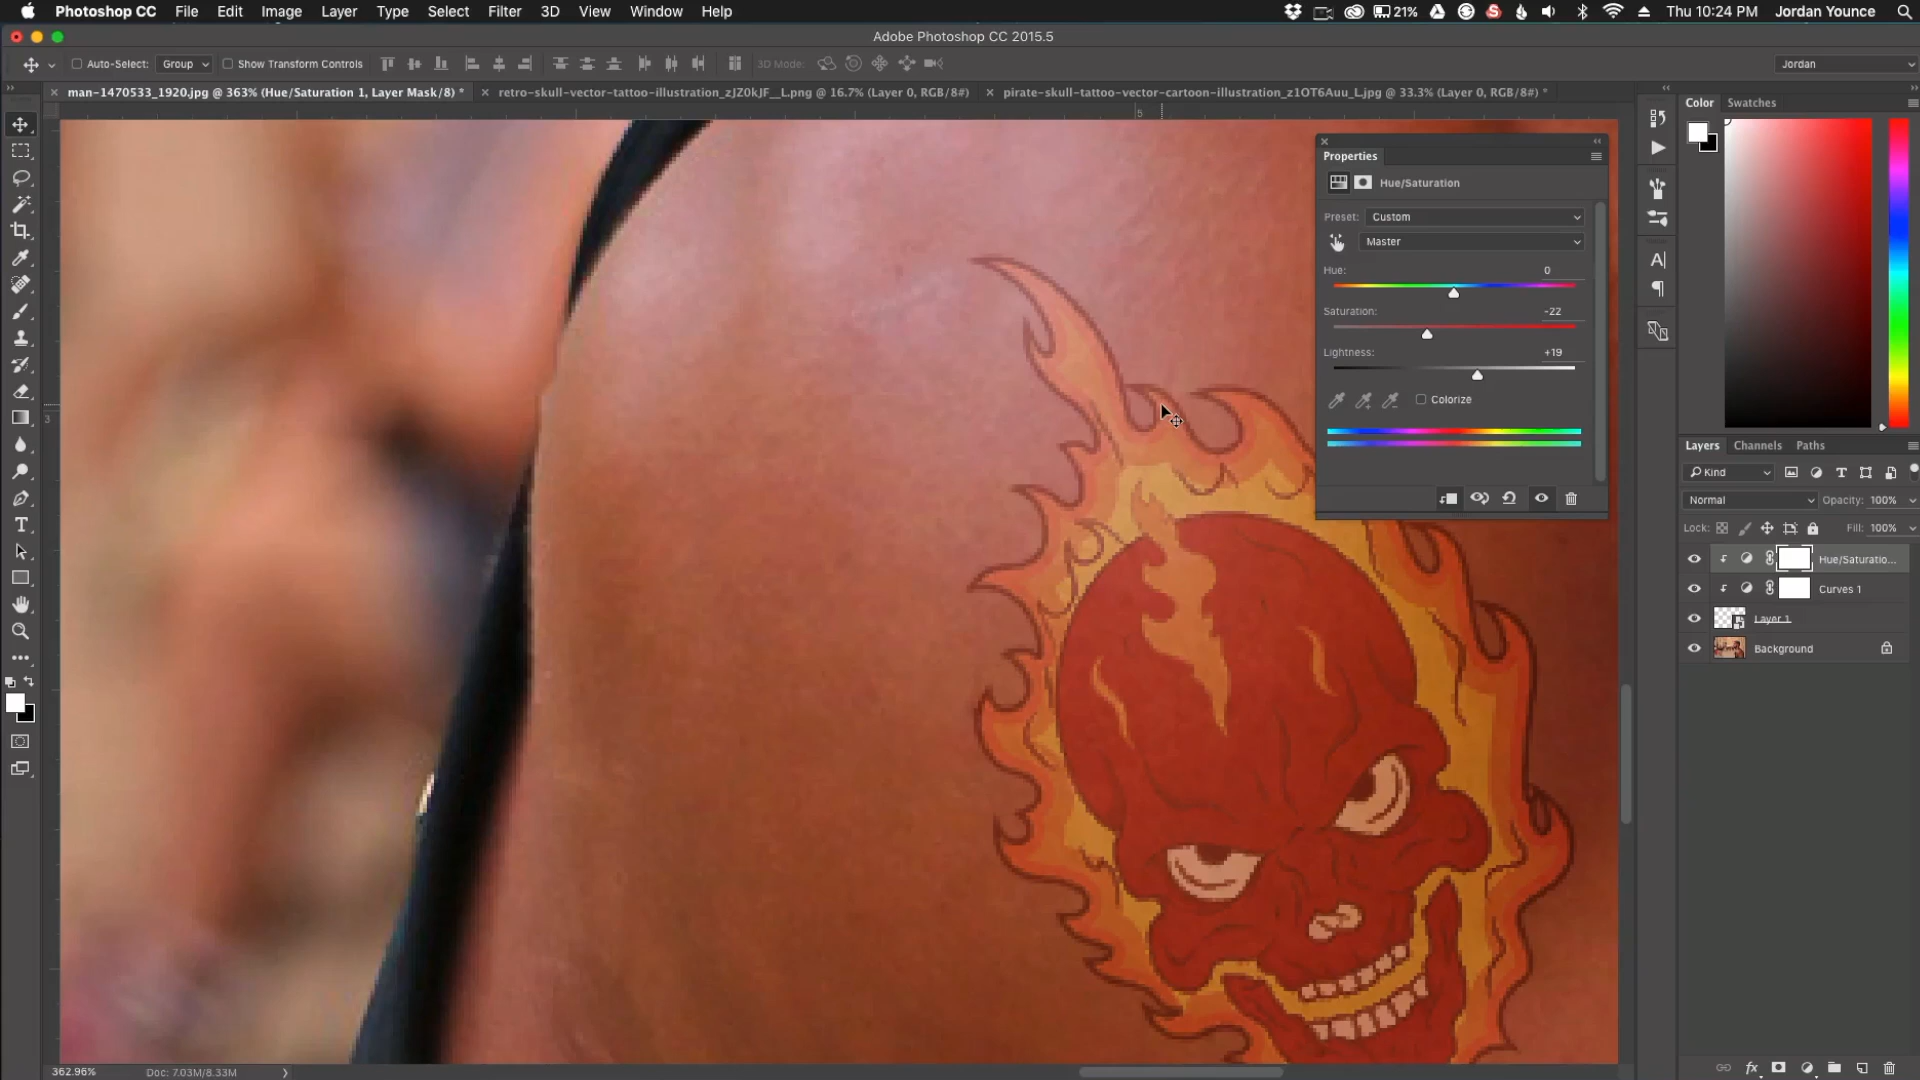 Photoshop CC File Edit Image Layer Type Select Filter 3D View Window Help 21% Thu 10:24 PM Jordan Younce
Adobe Photoshop CC 2015.5
Auto-Select: Group Show Transform Controls 3D Mode: Jordan
man-1470533_1920.jpg @ 363% (Hue/Saturation 1, Layer Mask/8) * retro-skull-vector-tattoo-illustration_zJZ0kJF__L.png @ 16.7% (Layer 0, RGB/8#) pirate-skull-tattoo-vector-cartoon-illustration_z1OT6Auu_L.jpg @ 33.3% (Layer 0, RGB/8#) *
5
3
Properties
Hue/Saturation
Preset: Custom
Master
Hue: 0
Saturation: -22
Lightness: +19
Colorize
Color Swatches
Layers Channels Paths
Kind
Normal Opacity: 100%
Lock: Fill: 100%
Hue/Saturatio...
Curves 1
Layer 1
Background
362.96% Doc: 7.03M/8.33M